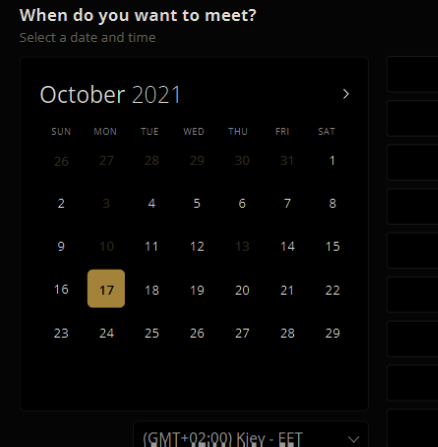 When do you want to meet?
Select a date and time
October 2021
SUN MON TUE WED THU FRI SAT
26 27 28 29 30 31 1
2 3 4 5 6 7 8
9 10 11 12 13 14 15
16 17 18 19 20 21 22
23 24 25 26 27 28 29
(GMT+02:00) Kiev - EET